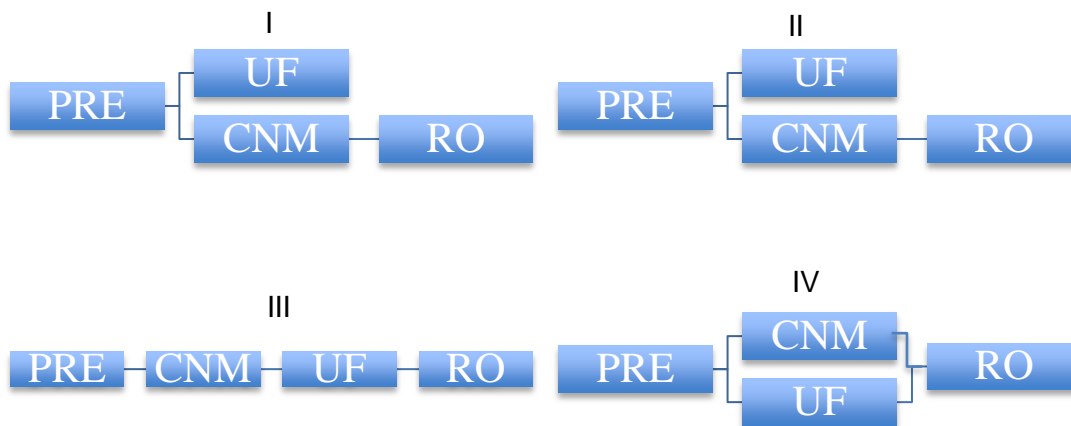 I
UF
PRE
CNM RO
II
UF
PRE
CNM RO
III
PRE CNM UF RO
IV
CNM
PRE RO
UF